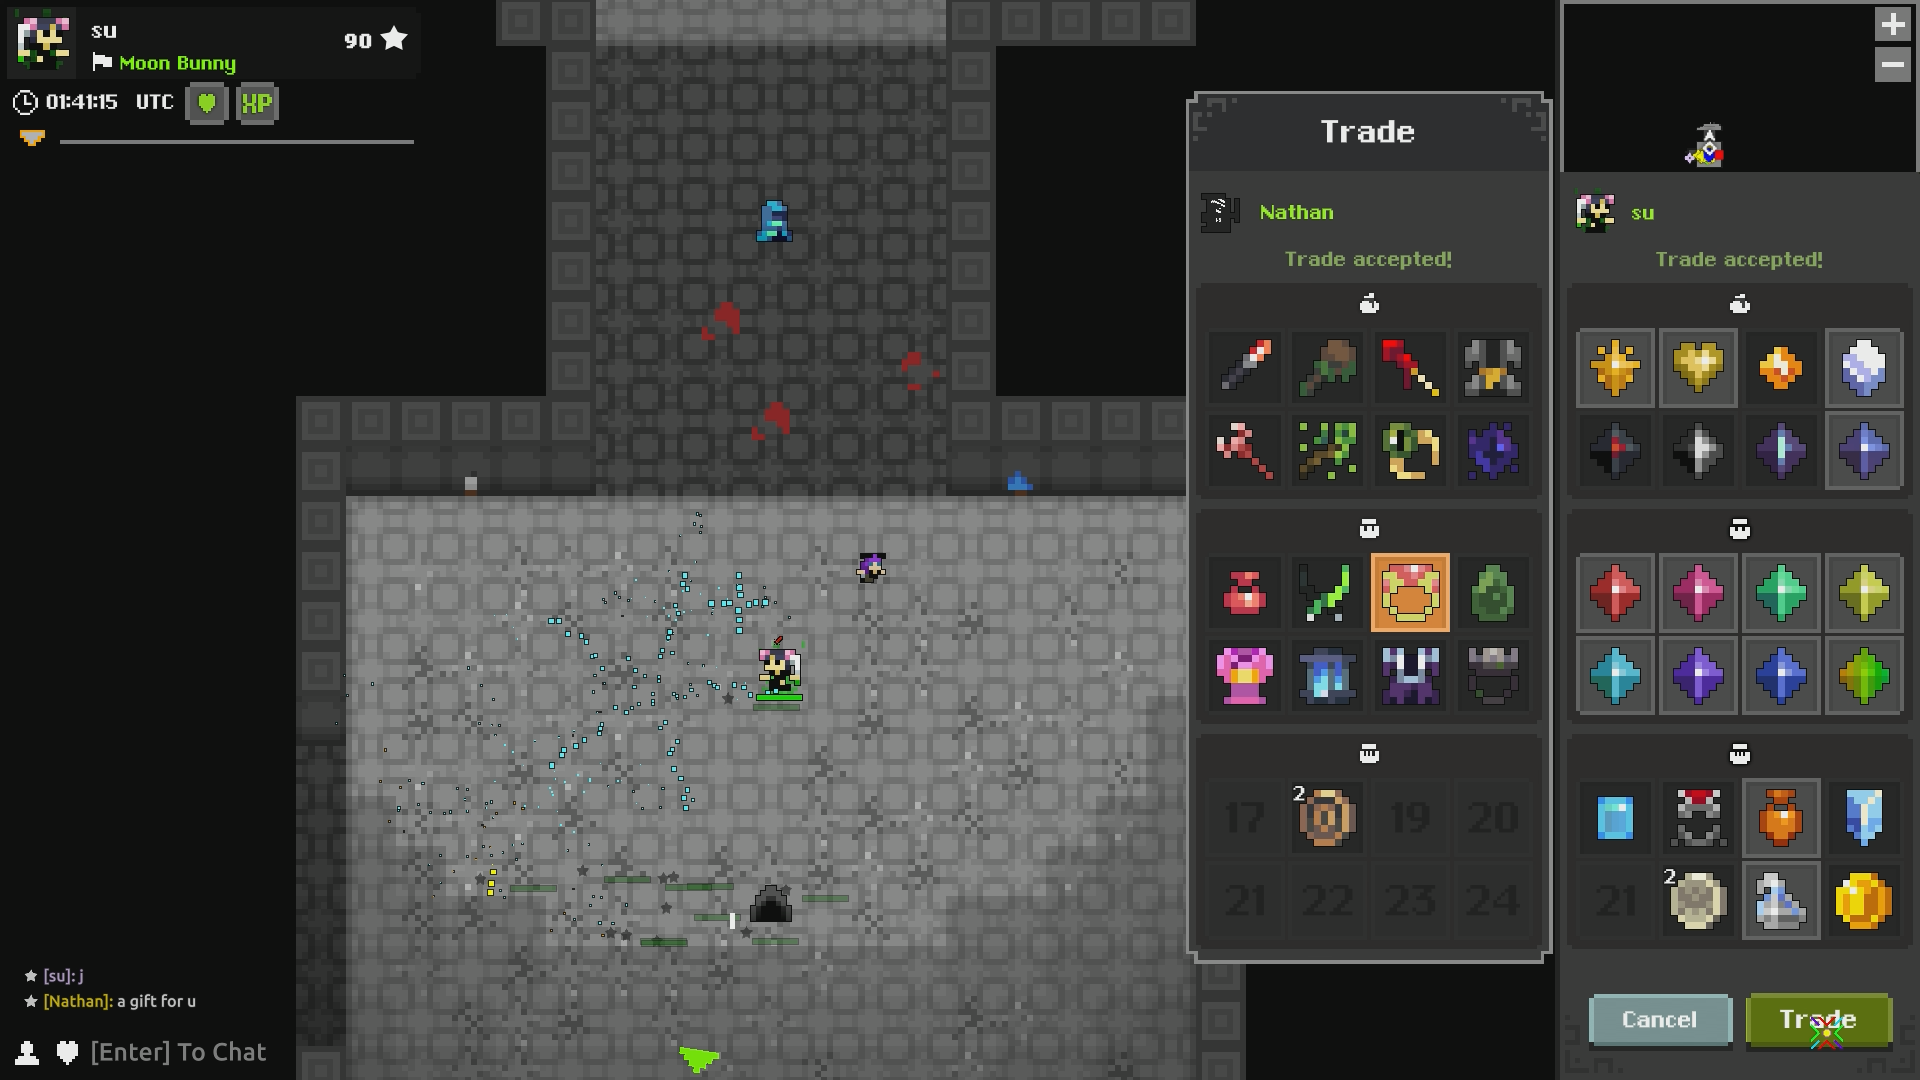 su
90
Moon Bunny
01:41:15 UTC
XP
Trade
Nathan
su
Trade accepted!
Trade accepted!
2
17
19
20
2
21
22
23
24
21
[su]: j
[Nathan]: a gift for u
[Enter] To Chat
Cancel
Trade